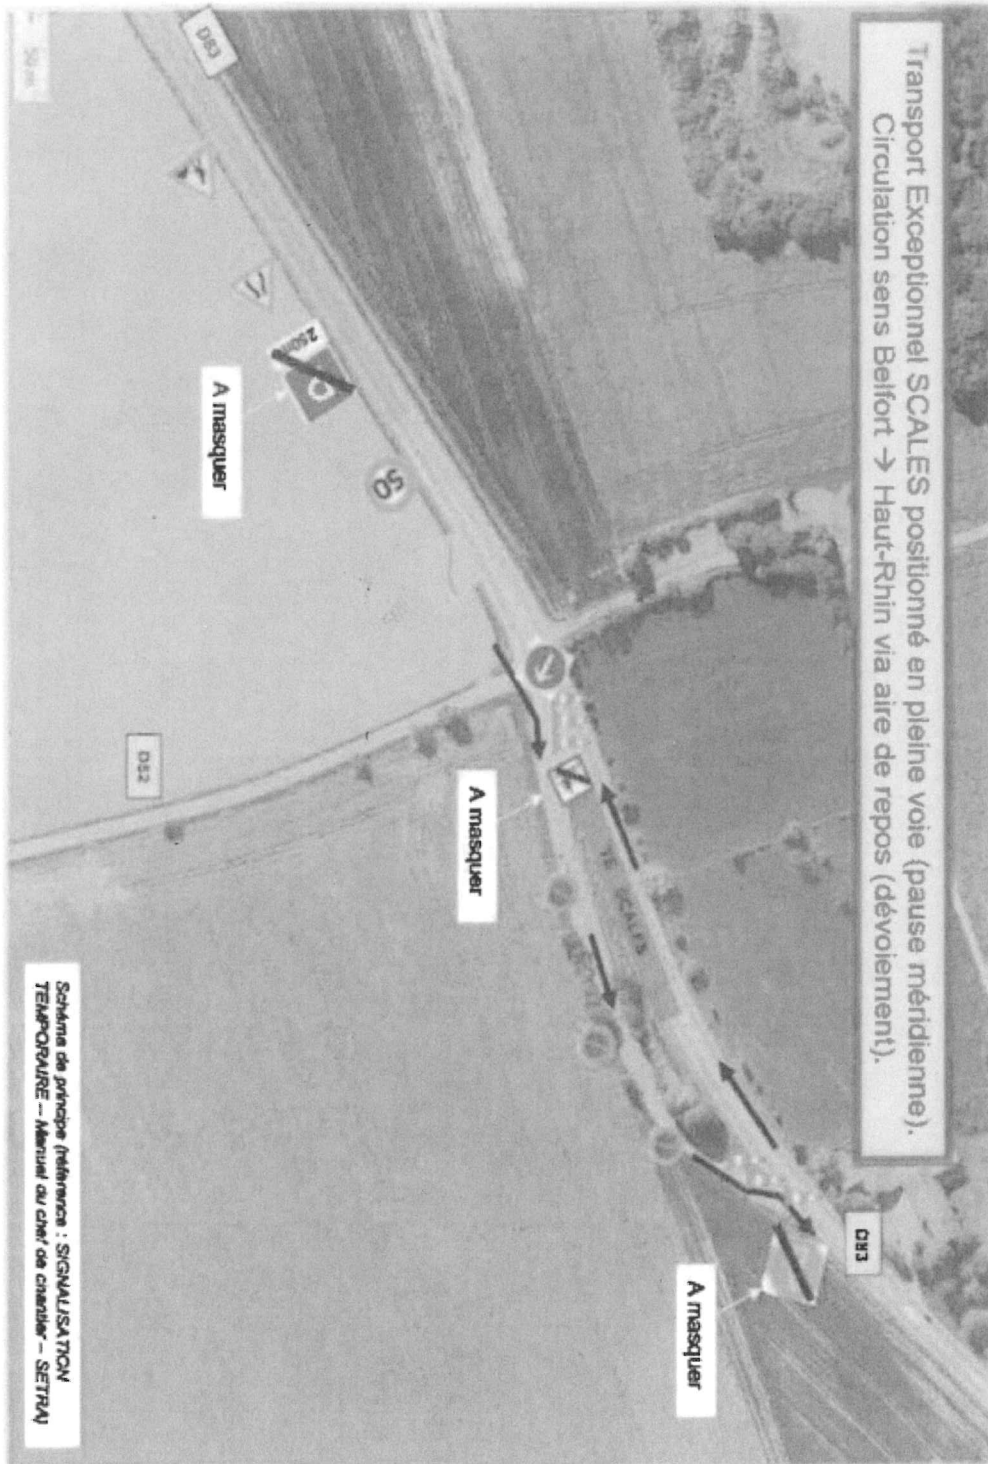 Transport Exceptionnel SCALES positionné en pleine voie (pause méridienne).
Circulation sens Belfort → Haut-Rhin via aire de repos (dévoiement).
D83
D83
50 m
250m
A masquer
50
TE SCALES
A masquer
A masquer
D52
Schéma de principe (référence : SIGNALISATION
TEMPORAIRE – Manuel du chef de chantier – SETRA)